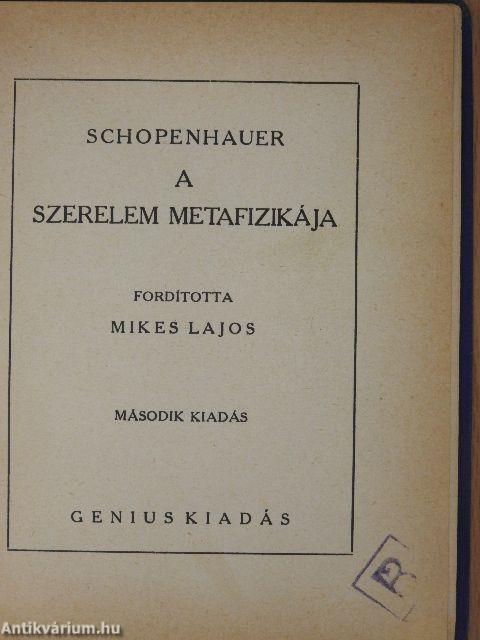 SCHOPENHAUER
A
SZERELEM METAFIZIKÁJA
FORDÍTOTTA
MIKES LAJOS
MÁSODIK KIADÁS
GENIUS KIADÁS
Antikvárium.hu